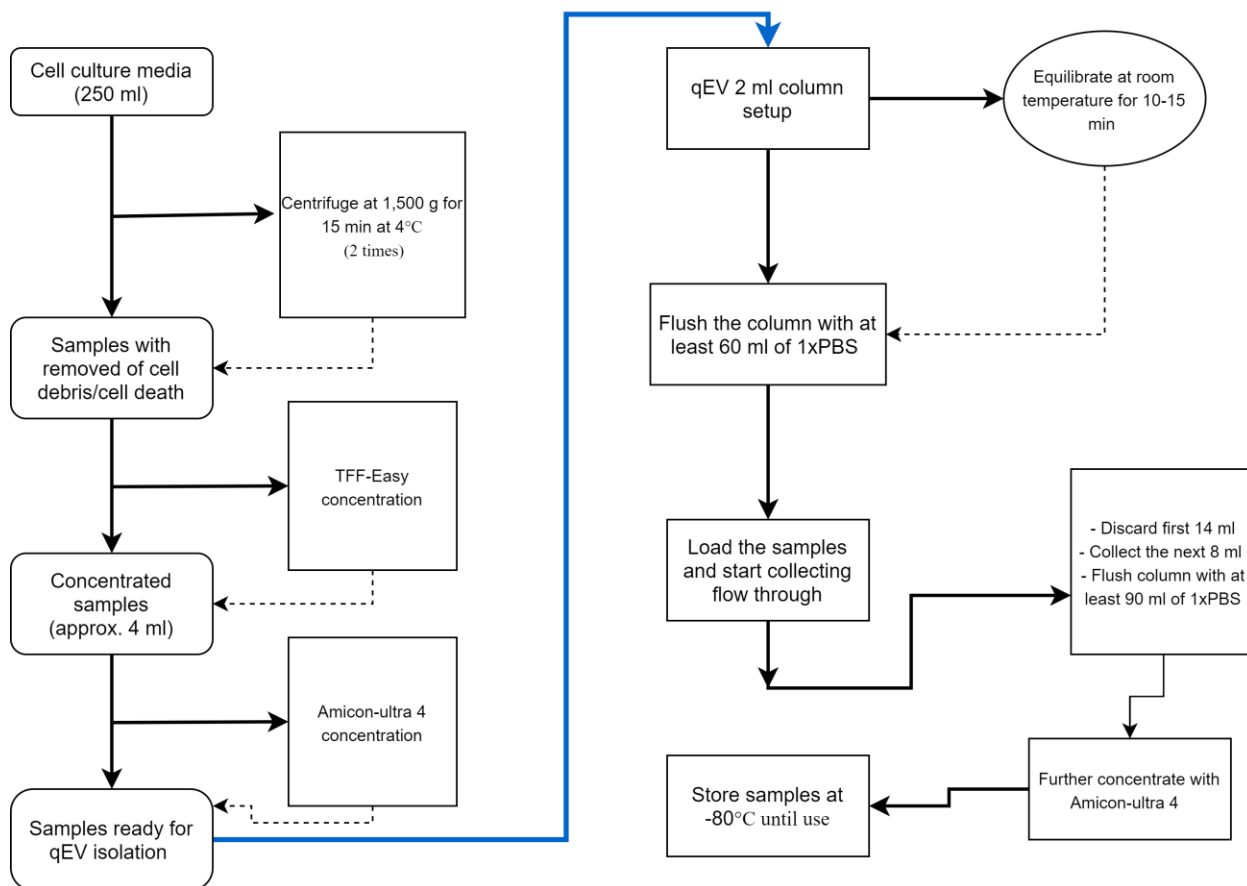 Cell culture media
(250 ml)
Centrifuge at 1,500 g for
15 min at 4°C
(2 times)
Samples with
removed of cell
debris/cell death
TFF-Easy
concentration
Concentrated
samples
(approx. 4 ml)
Amicon-ultra 4
concentration
Samples ready for
qEV isolation
qEV 2 ml column
setup
Equilibrate at room
temperature for 10-15
min
Flush the column with at
least 60 ml of 1xPBS
Load the samples
and start collecting
flow through
- Discard first 14 ml
- Collect the next 8 ml
- Flush column with at
least 90 ml of 1xPBS
Further concentrate with
Amicon-ultra 4
Store samples at
-80°C until use